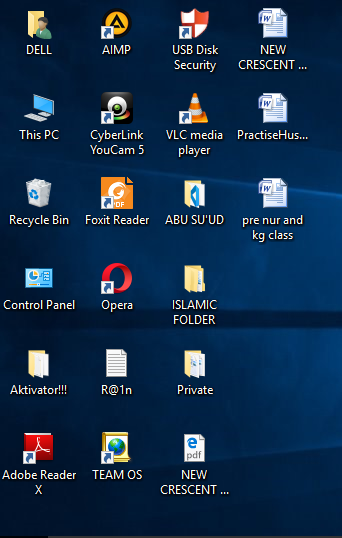 DELL
AIMP
USB Disk
Security
NEW
CRESCENT ...
This PC
CyberLink
YouCam 5
VLC media
player
PractiseHus...
Recycle Bin
Foxit Reader
PDF
ABU SU'UD
pre nur and
kg class
Control Panel
Opera
ISLAMIC
FOLDER
Aktivator!!!
R@1n
Private
Adobe Reader
X
TEAM OS
pdf
NEW
CRESCENT ...